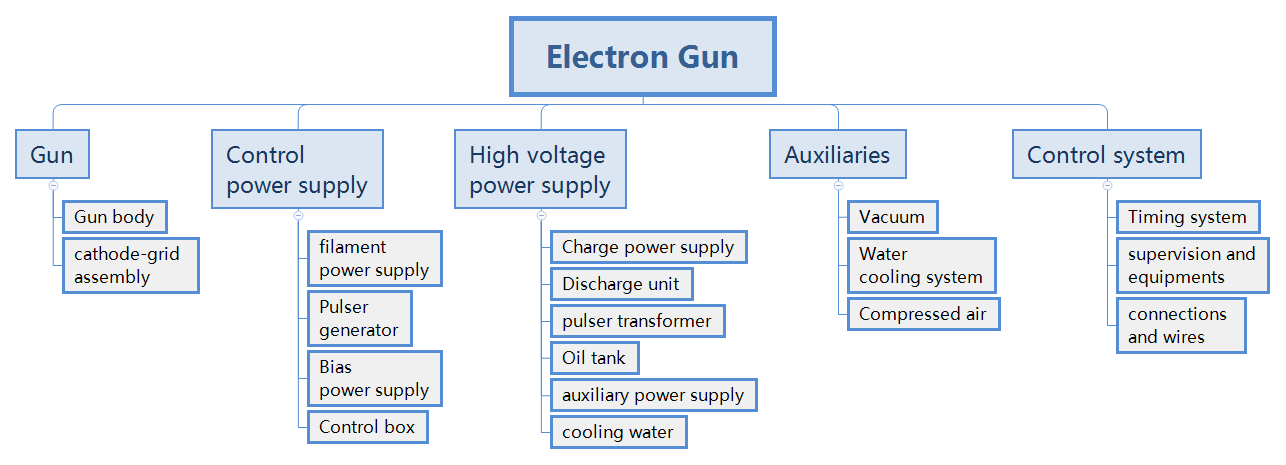 Electron Gun
Gun
Gun body
cathode-grid
assembly
Control
power supply
filament
power supply
Pulser
generator
Bias
power supply
Control box
High voltage
power supply
Charge power supply
Discharge unit
pulser transformer
Oil tank
auxiliary power supply
cooling water
Auxiliaries
Vacuum
Water
cooling system
Compressed air
Control system
Timing system
supervision and
equipments
connections
and wires